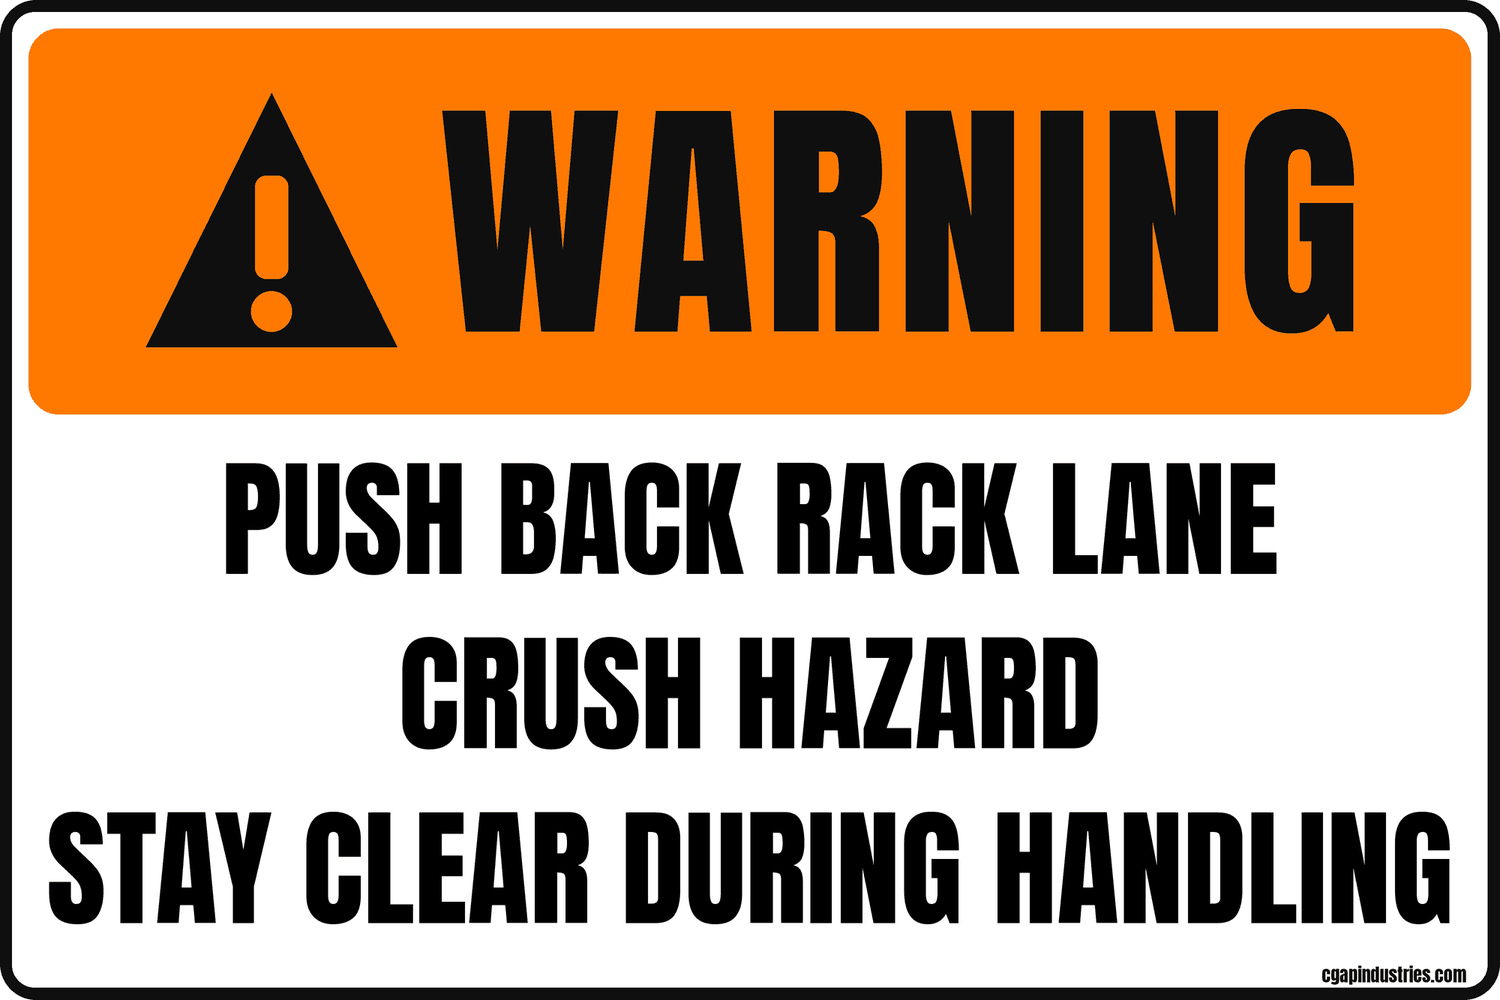 WARNING
PUSH BACK RACK LANE
CRUSH HAZARD
STAY CLEAR DURING HANDLING
cgapindustries.com